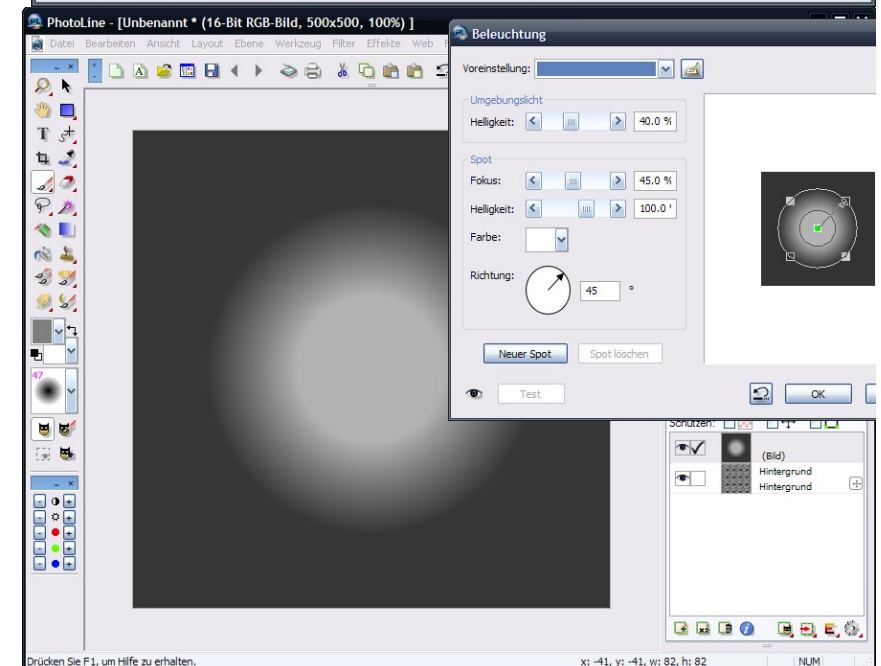 PhotoLine - [Unbenannt * (16-Bit RGB-Bild, 500x500, 100%) ]
Datei Bearbeiten Ansicht Layout Ebene Werkzeug Filter Effekte Web
T
47
Beleuchtung
Voreinstellung:
Umgebungslicht
Helligkeit: 40.0 %
Spot
Fokus: 45.0 %
Helligkeit: 100.0
Farbe:
Richtung: 45 °
Neuer Spot Spot löschen
Test OK
Schützen:
(Bild)
Hintergrund
Hintergrund
x2
Drücken Sie F1, um Hilfe zu erhalten. x: -41, y: -41, w: 82, h: 82 NUM